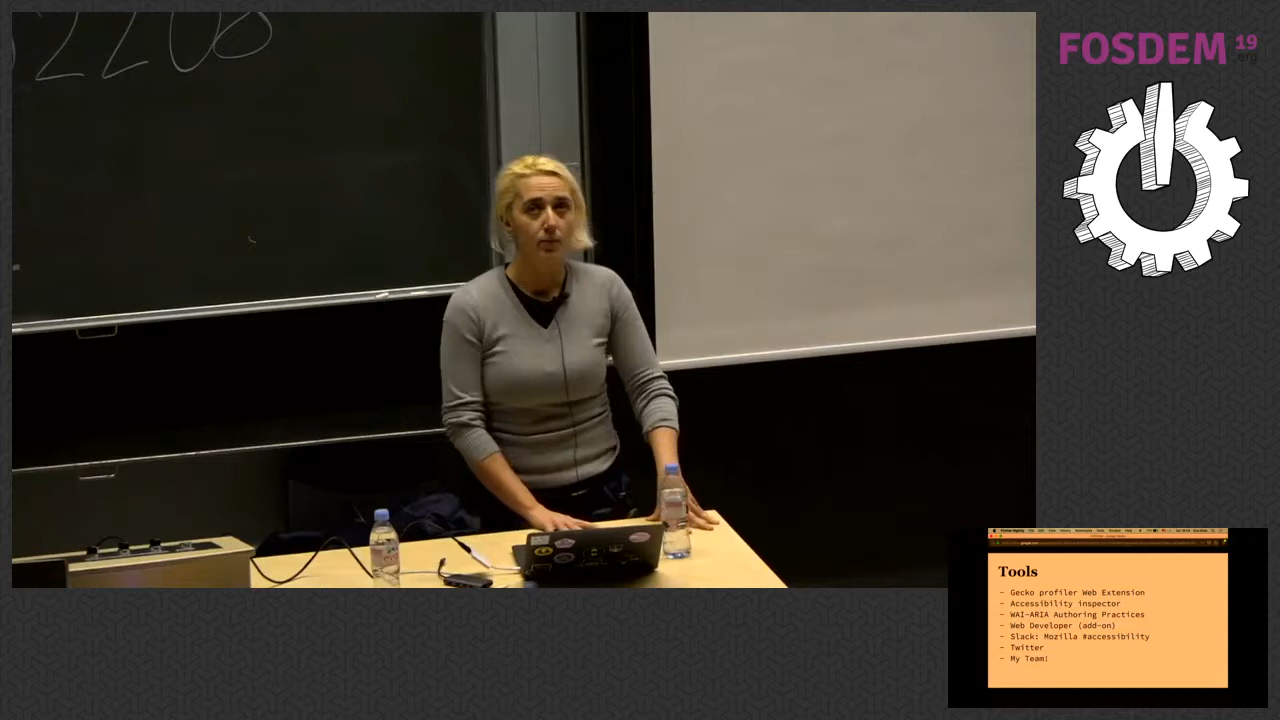 2208
FOSDEM 19
.org
Tools
- Gecko profiler Web Extension
- Accessibility inspector
- WAI-ARIA Authoring Practices
- Web Developer (add-on)
- Slack: Mozilla #accessibility
- Twitter
- My Team!